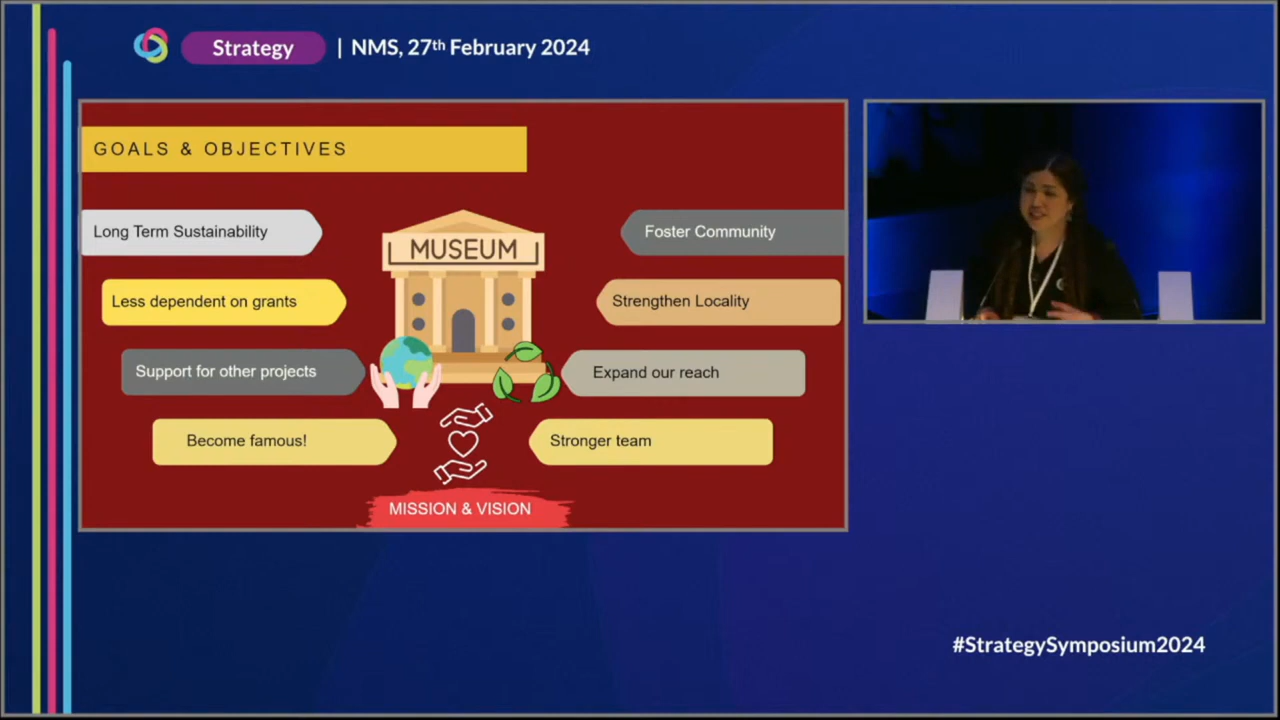 Strategy | NMS, 27th February 2024
GOALS & OBJECTIVES
Long Term Sustainability
Less dependent on grants
Support for other projects
Become famous!
MUSEUM
Foster Community
Strengthen Locality
Expand our reach
Stronger team
MISSION & VISION
#StrategySymposium2024